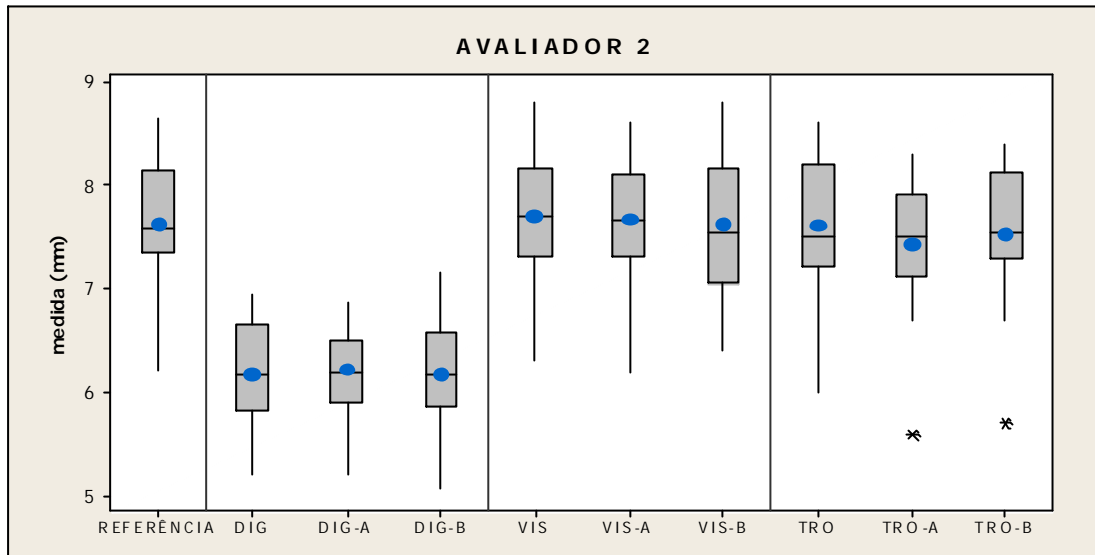 AVALIADOR 2
medida (mm)
9
8
7
6
5
REFERÊNCIA DIG DIG-A DIG-B VIS VIS-A VIS-B TRO TRO-A TRO-B